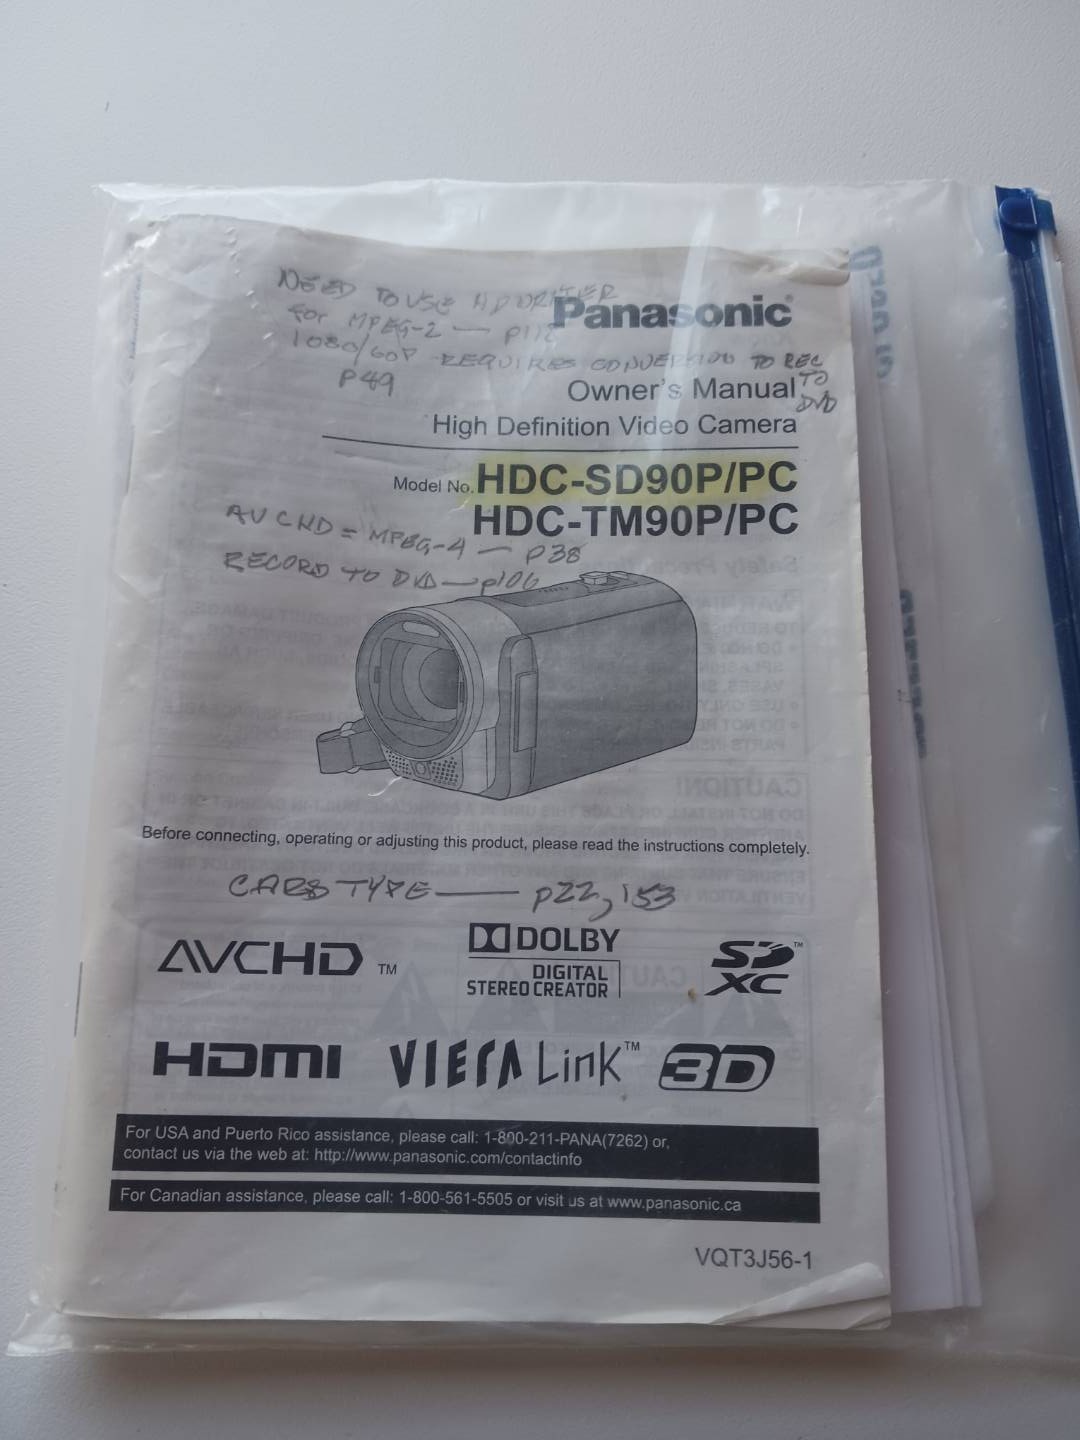 NEED TO USE HD WRITER
for MPEG-2 — p112
Panasonic
1080/60P REQUIRES CONVERSION TO REC
TO
DVD
P49
Owner's Manual
High Definition Video Camera
Model No. HDC-SD90P/PC
HDC-TM90P/PC
AVCHD = MPEG-4 — p38
RECORD TO DVD — p106
Before connecting, operating or adjusting this product, please read the instructions completely.
CARD TYPE — p22, 153
AVCHD ™
DOLBY
DIGITAL
STEREO CREATOR
SD ™
XC
HDMI
VIERA Link™
3D
For USA and Puerto Rico assistance, please call: 1-800-211-PANA(7262) or,
contact us via the web at: http://www.panasonic.com/contactinfo
For Canadian assistance, please call: 1-800-561-5505 or visit us at www.panasonic.ca
VQT3J56-1